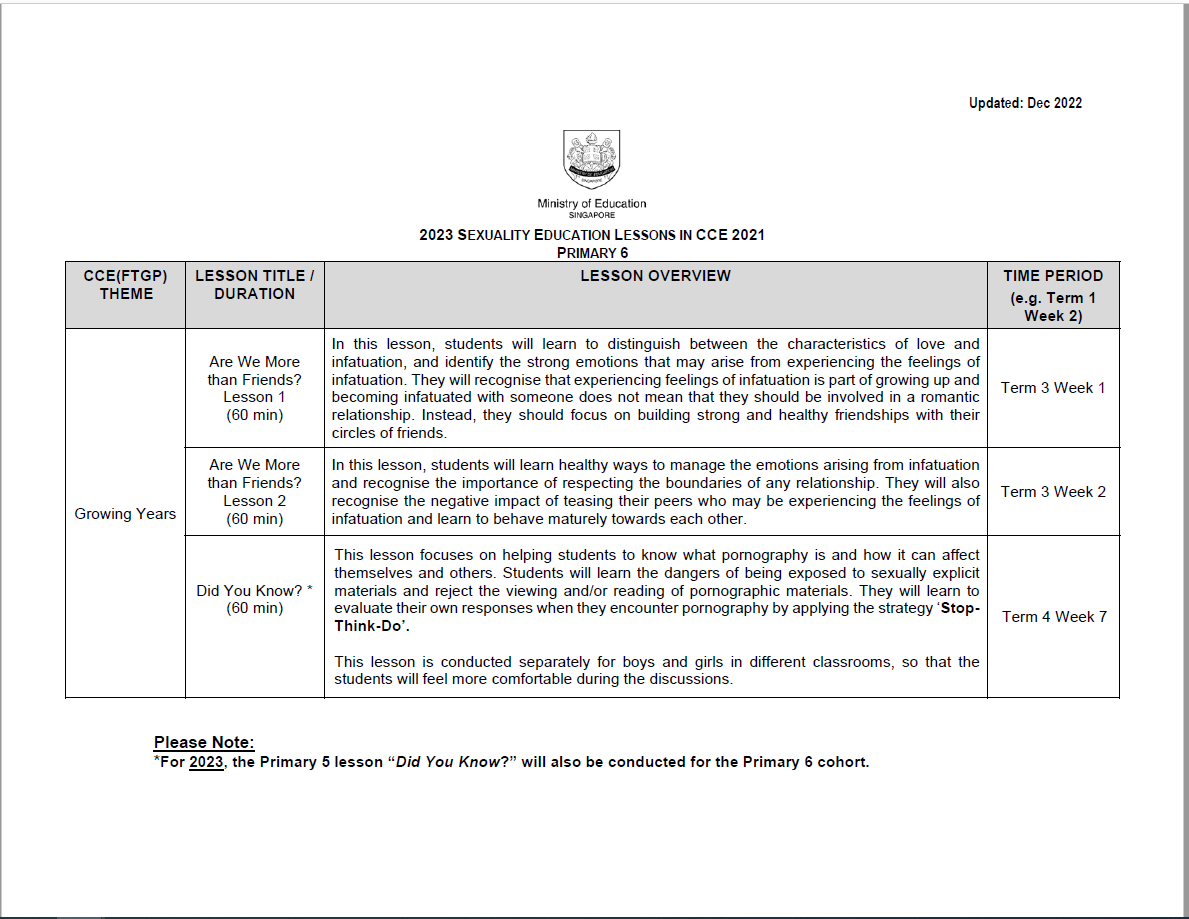 Updated: Dec 2022
Ministry of Education
SINGAPORE
2023 SEXUALITY EDUCATION LESSONS IN CCE 2021
PRIMARY 6
CCE(FTGP)
THEME
LESSON TITLE /
DURATION
LESSON OVERVIEW
TIME PERIOD
(e.g. Term 1
Week 2)
Growing Years
Are We More
than Friends?
Lesson 1
(60 min)
In this lesson, students will learn to distinguish between the characteristics of love and
infatuation, and identify the strong emotions that may arise from experiencing the feelings of
infatuation. They will recognise that experiencing feelings of infatuation is part of growing up and
becoming infatuated with someone does not mean that they should be involved in a romantic
relationship. Instead, they should focus on building strong and healthy friendships with their
circles of friends.
Term 3 Week 1
Are We More
than Friends?
Lesson 2
(60 min)
In this lesson, students will learn healthy ways to manage the emotions arising from infatuation
and recognise the importance of respecting the boundaries of any relationship. They will also
recognise the negative impact of teasing their peers who may be experiencing the feelings of
infatuation and learn to behave maturely towards each other.
Term 3 Week 2
Did You Know? *
(60 min)
This lesson focuses on helping students to know what pornography is and how it can affect
themselves and others. Students will learn the dangers of being exposed to sexually explicit
materials and reject the viewing and/or reading of pornographic materials. They will learn to
evaluate their own responses when they encounter pornography by applying the strategy ‘Stop-
Think-Do’.
This lesson is conducted separately for boys and girls in different classrooms, so that the
students will feel more comfortable during the discussions.
Term 4 Week 7
Please Note:
*For 2023, the Primary 5 lesson “Did You Know?” will also be conducted for the Primary 6 cohort.